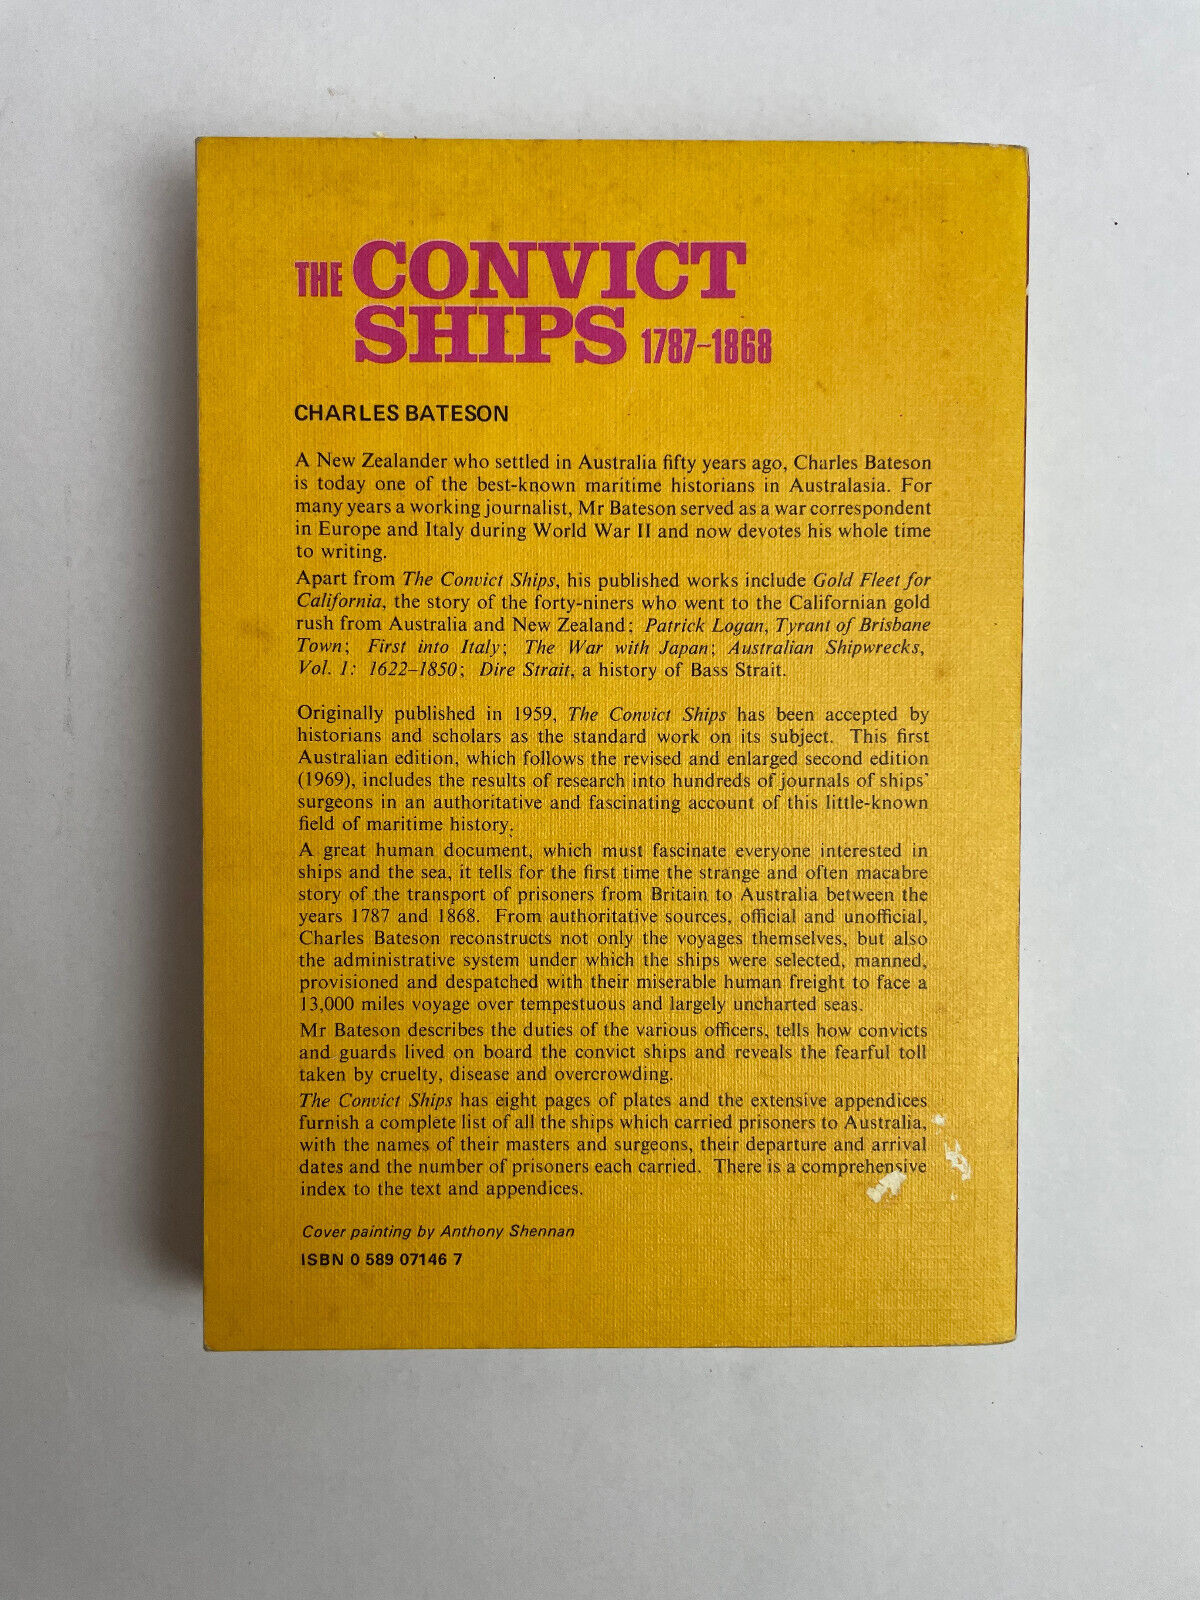 THE CONVICT
SHIPS 1787–1868
CHARLES BATESON
A New Zealander who settled in Australia fifty years ago, Charles Bateson
is today one of the best-known maritime historians in Australasia. For
many years a working journalist, Mr Bateson served as a war correspondent
in Europe and Italy during World War II and now devotes his whole time
to writing.
Apart from The Convict Ships, his published works include Gold Fleet for
California, the story of the forty-niners who went to the Californian gold
rush from Australia and New Zealand; Patrick Logan, Tyrant of Brisbane
Town; First into Italy; The War with Japan; Australian Shipwrecks,
Vol. 1: 1622–1850; Dire Strait, a history of Bass Strait.
Originally published in 1959, The Convict Ships has been accepted by
historians and scholars as the standard work on its subject. This first
Australian edition, which follows the revised and enlarged second edition
(1969), includes the results of research into hundreds of journals of ships'
surgeons in an authoritative and fascinating account of this little-known
field of maritime history.
A great human document, which must fascinate everyone interested in
ships and the sea, it tells for the first time the strange and often macabre
story of the transport of prisoners from Britain to Australia between the
years 1787 and 1868. From authoritative sources, official and unofficial,
Charles Bateson reconstructs not only the voyages themselves, but also
the administrative system under which the ships were selected, manned,
provisioned and despatched with their miserable human freight to face a
13,000 miles voyage over tempestuous and largely uncharted seas.
Mr Bateson describes the duties of the various officers, tells how convicts
and guards lived on board the convict ships and reveals the fearful toll
taken by cruelty, disease and overcrowding.
The Convict Ships has eight pages of plates and the extensive appendices
furnish a complete list of all the ships which carried prisoners to Australia,
with the names of their masters and surgeons, their departure and arrival
dates and the number of prisoners each carried. There is a comprehensive
index to the text and appendices.
Cover painting by Anthony Shennan
ISBN 0 589 07146 7